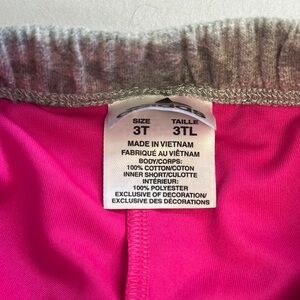 SIZE TAILLE
3T 3TL
MADE IN VIETNAM
FABRIQUÉ AU VIÊTNAM
BODY/CORPS:
100% COTTON/COTON
INNER SHORT/CULOTTE
INTÉRIEUR:
100% POLYESTER
EXCLUSIVE OF DECORATION/
EXCLUSIVE DES DÉCORATIONS